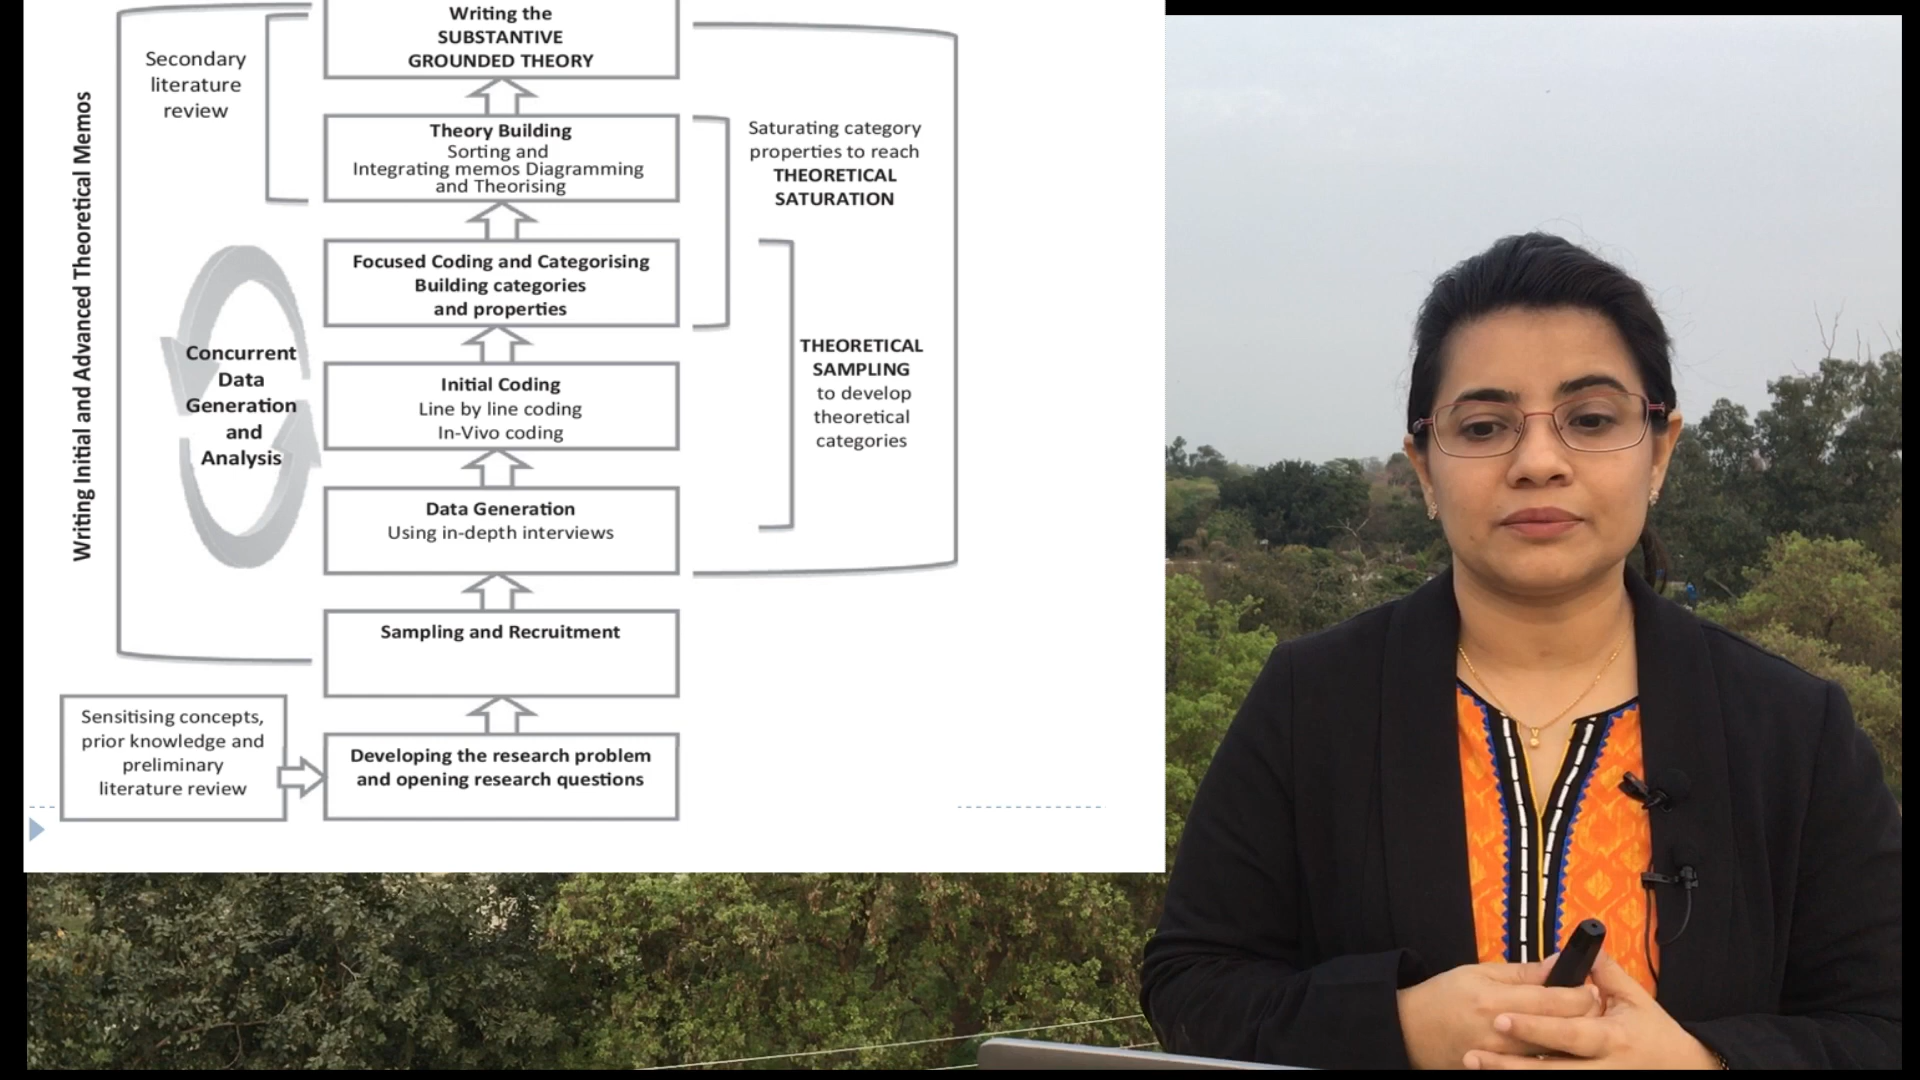 Writing the
SUBSTANTIVE
GROUNDED THEORY
Secondary
literature
review
Theory Building
Sorting and
Integrating memos Diagramming
and Theorising
Saturating category
properties to reach
THEORETICAL
SATURATION
Writing Initial and Advanced Theoretical Memos
Focused Coding and Categorising
Building categories
and properties
Concurrent
Data
Generation
and
Analysis
Initial Coding
Line by line coding
In-Vivo coding
THEORETICAL
SAMPLING
to develop
theoretical
categories
Data Generation
Using in-depth interviews
Sampling and Recruitment
Sensitising concepts,
prior knowledge and
preliminary
literature review
Developing the research problem
and opening research questions